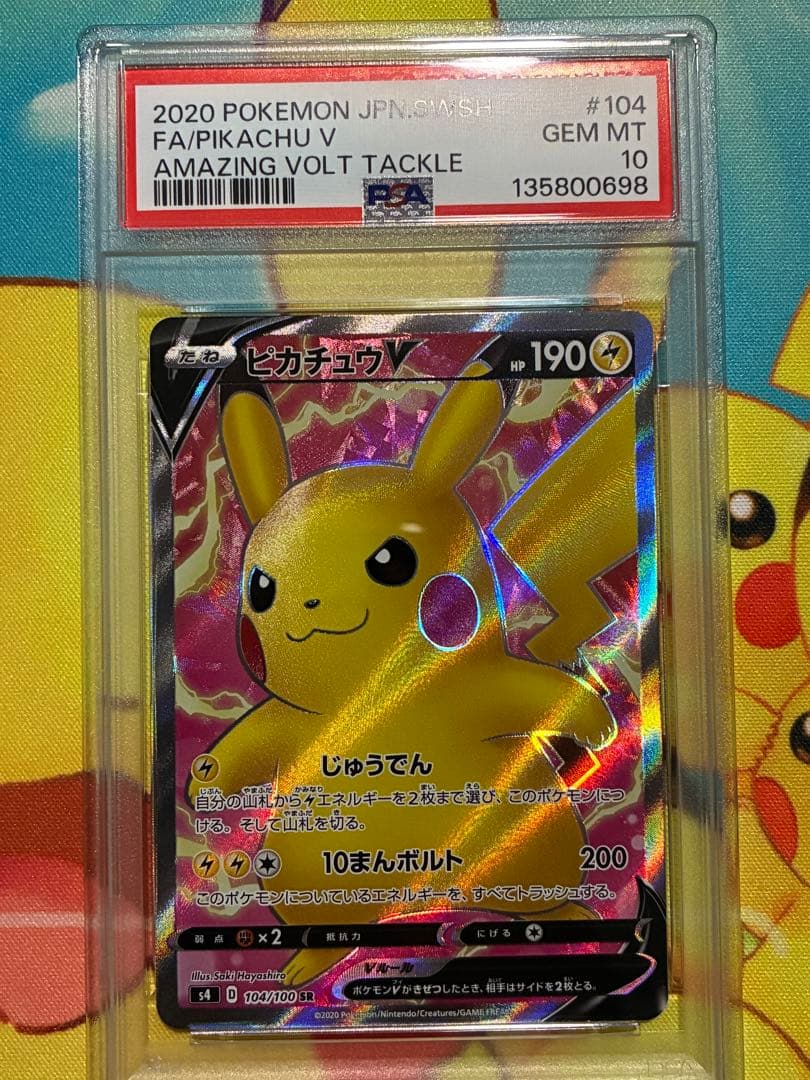 2020 POKEMON JPN.SWSH #104
FA/PIKACHU V GEM MT
AMAZING VOLT TACKLE 10
PSA 135800698
たね ピカチュウV HP 190
じゅうでん
自分の山札からエネルギーを2枚まで選び、このポケモンにつ
ける。そして山札を切る。
10まんボルト 200
このポケモンについているエネルギーを、すべてトラッシュする。
弱点 ×2 抵抗力 にげる
Illus. Saki Hayashiro Vルール
s4 D 104/100 SR ポケモンVがきぜつしたとき、相手はサイドを2枚とる。
©2020 Pokémon/Nintendo/Creatures/GAME FREAK